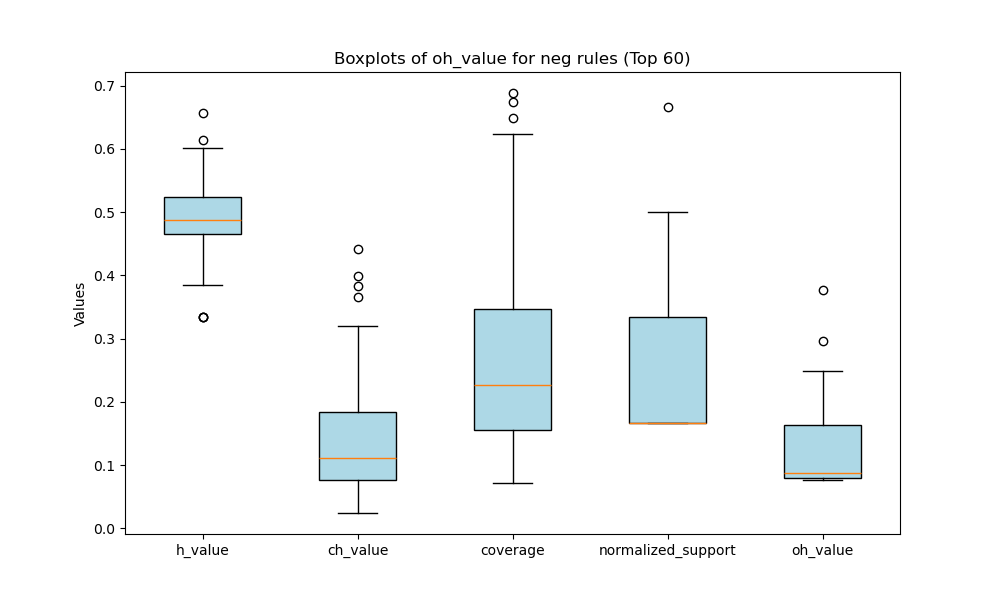 Boxplots of oh_value for neg rules (Top 60)
Values
0.7
0.6
0.5
0.4
0.3
0.2
0.1
0.0
h_value ch_value coverage normalized_support oh_value